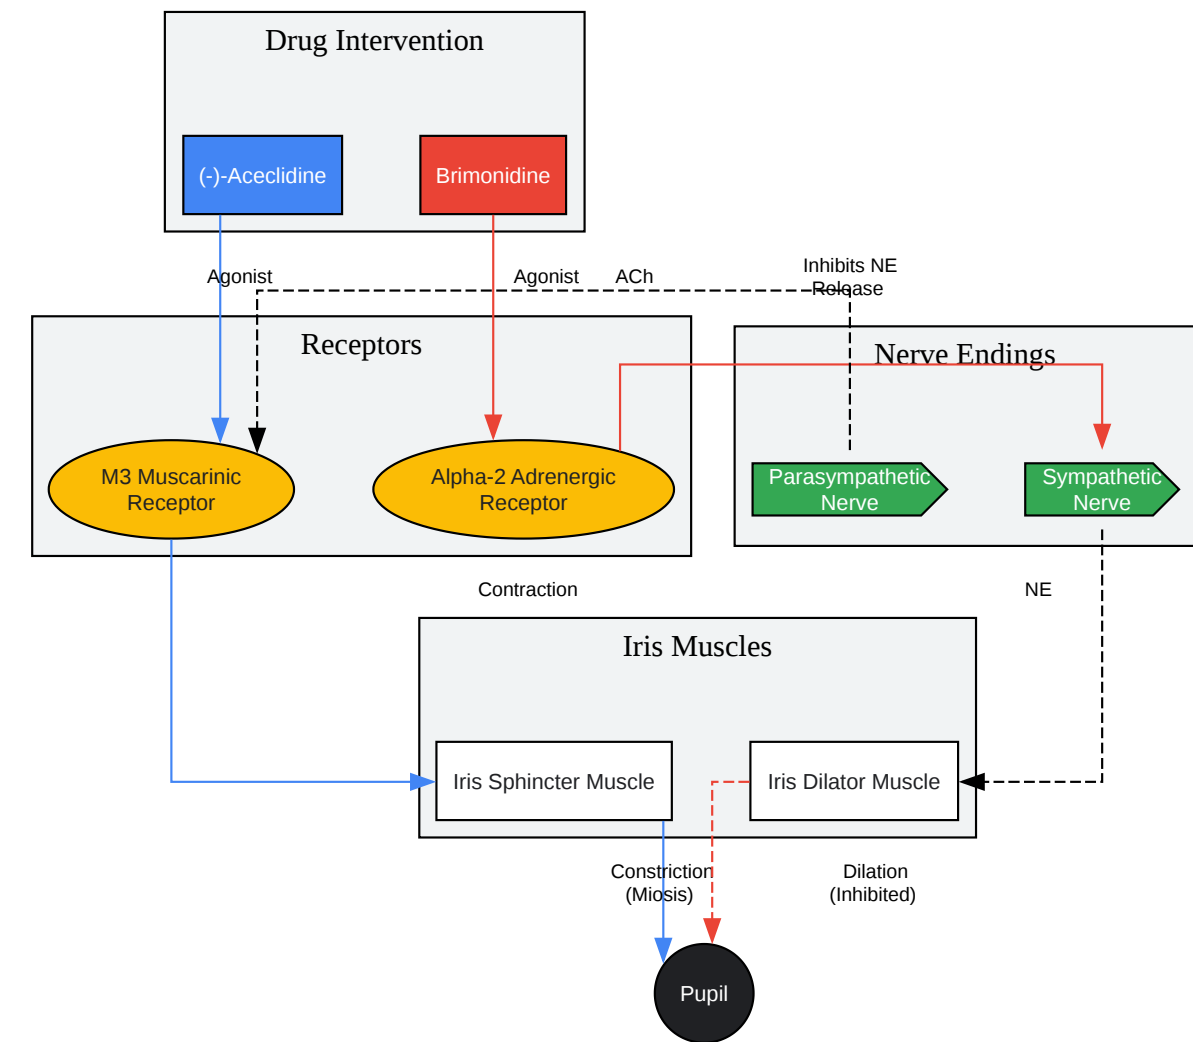 Drug Intervention
(-)-Aceclidine
Brimonidine
Agonist
Agonist
ACh
Inhibits NE
Release
Receptors
Nerve Endings
M3 Muscarinic
Receptor
Alpha-2 Adrenergic
Receptor
Parasympathetic
Nerve
Sympathetic
Nerve
Contraction
NE
Iris Muscles
Iris Sphincter Muscle
Iris Dilator Muscle
Constriction
(Miosis)
Dilation
(Inhibited)
Pupil